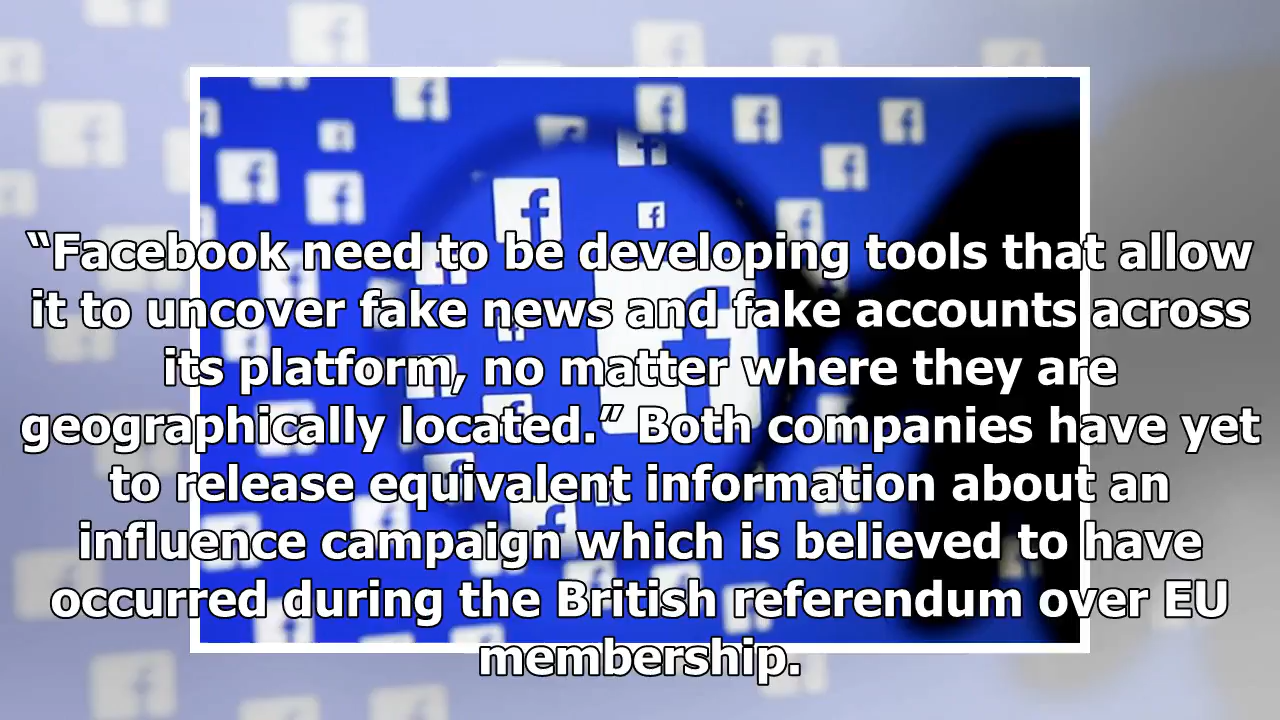 “Facebook need to be developing tools that allow
it to uncover fake news and fake accounts across
its platform, no matter where they are
geographically located.” Both companies have yet
to release equivalent information about an
influence campaign which is believed to have
occurred during the British referendum over EU
membership.